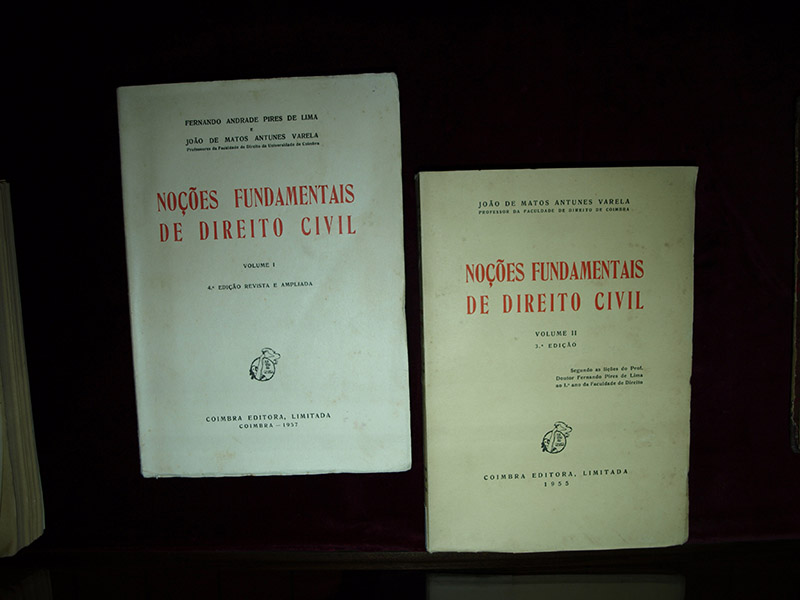 FERNANDO ANDRADE PIRES DE LIMA
E
JOÃO DE MATOS ANTUNES VARELA
Professores da Faculdade de Direito da Universidade de Coimbra
NOÇÕES FUNDAMENTAIS
DE DIREITO CIVIL
VOLUME I
4.ª EDIÇÃO REVISTA E AMPLIADA
COIMBRA EDITORA, LIMITADA
COIMBRA — 1957
JOÃO DE MATOS ANTUNES VARELA
PROFESSOR DA FACULDADE DE DIREITO DE COIMBRA
NOÇÕES FUNDAMENTAIS
DE DIREITO CIVIL
VOLUME II
3.ª EDIÇÃO
Segundo as lições do Prof.
Doutor Fernando Pires de Lima
ao 1.º ano da Faculdade de Direito
COIMBRA EDITORA, LIMITADA
1955